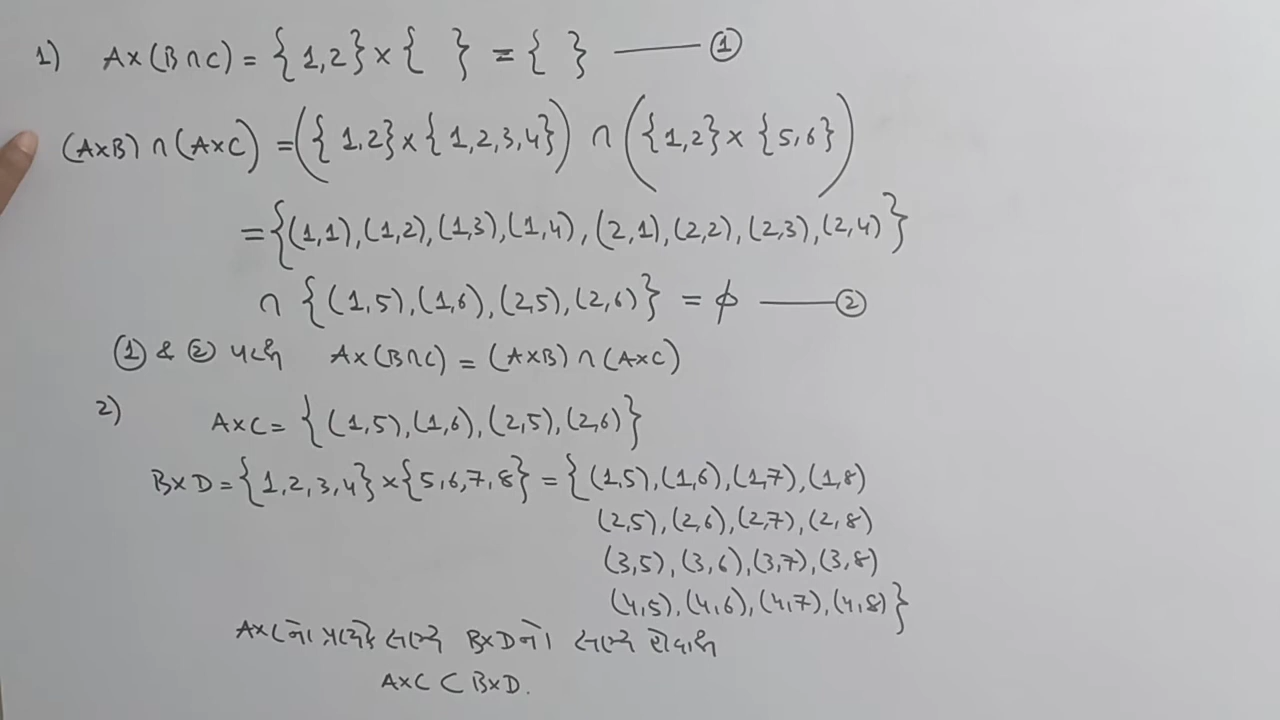 1) A×(B∩C) = {1,2}×{ } = { } —— ①
(A×B)∩(A×C) = ({1,2}×{1,2,3,4}) ∩ ({1,2}×{5,6})
= {(1,1),(1,2),(1,3),(1,4),(2,1),(2,2),(2,3),(2,4)}
∩ {(1,5),(1,6),(2,5),(2,6)} = ϕ —— ②
① & ② પરથી A×(B∩C) = (A×B)∩(A×C)
2) A×C = {(1,5),(1,6),(2,5),(2,6)}
B×D = {1,2,3,4}×{5,6,7,8} = {(1,5),(1,6),(1,7),(1,8)
(2,5),(2,6),(2,7),(2,8)
(3,5),(3,6),(3,7),(3,8)
(4,5),(4,6),(4,7),(4,8)}
A×Cનો પ્રત્યેક સભ્ય B×Dનો સભ્ય હોવાથી
A×C ⊂ B×D.